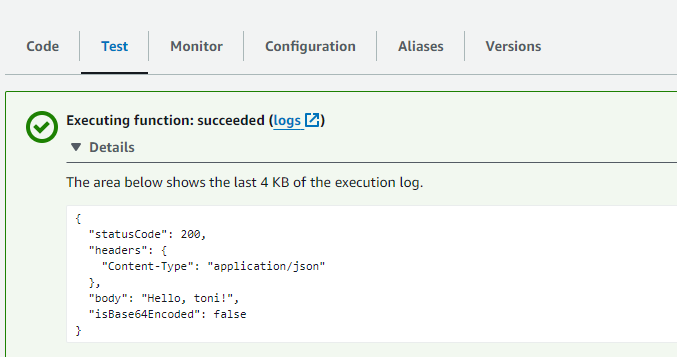 Code Test Monitor Configuration Aliases Versions
Executing function: succeeded (logs)
Details
The area below shows the last 4 KB of the execution log.
{
  "statusCode": 200,
  "headers": {
    "Content-Type": "application/json"
  },
  "body": "Hello, toni!",
  "isBase64Encoded": false
}